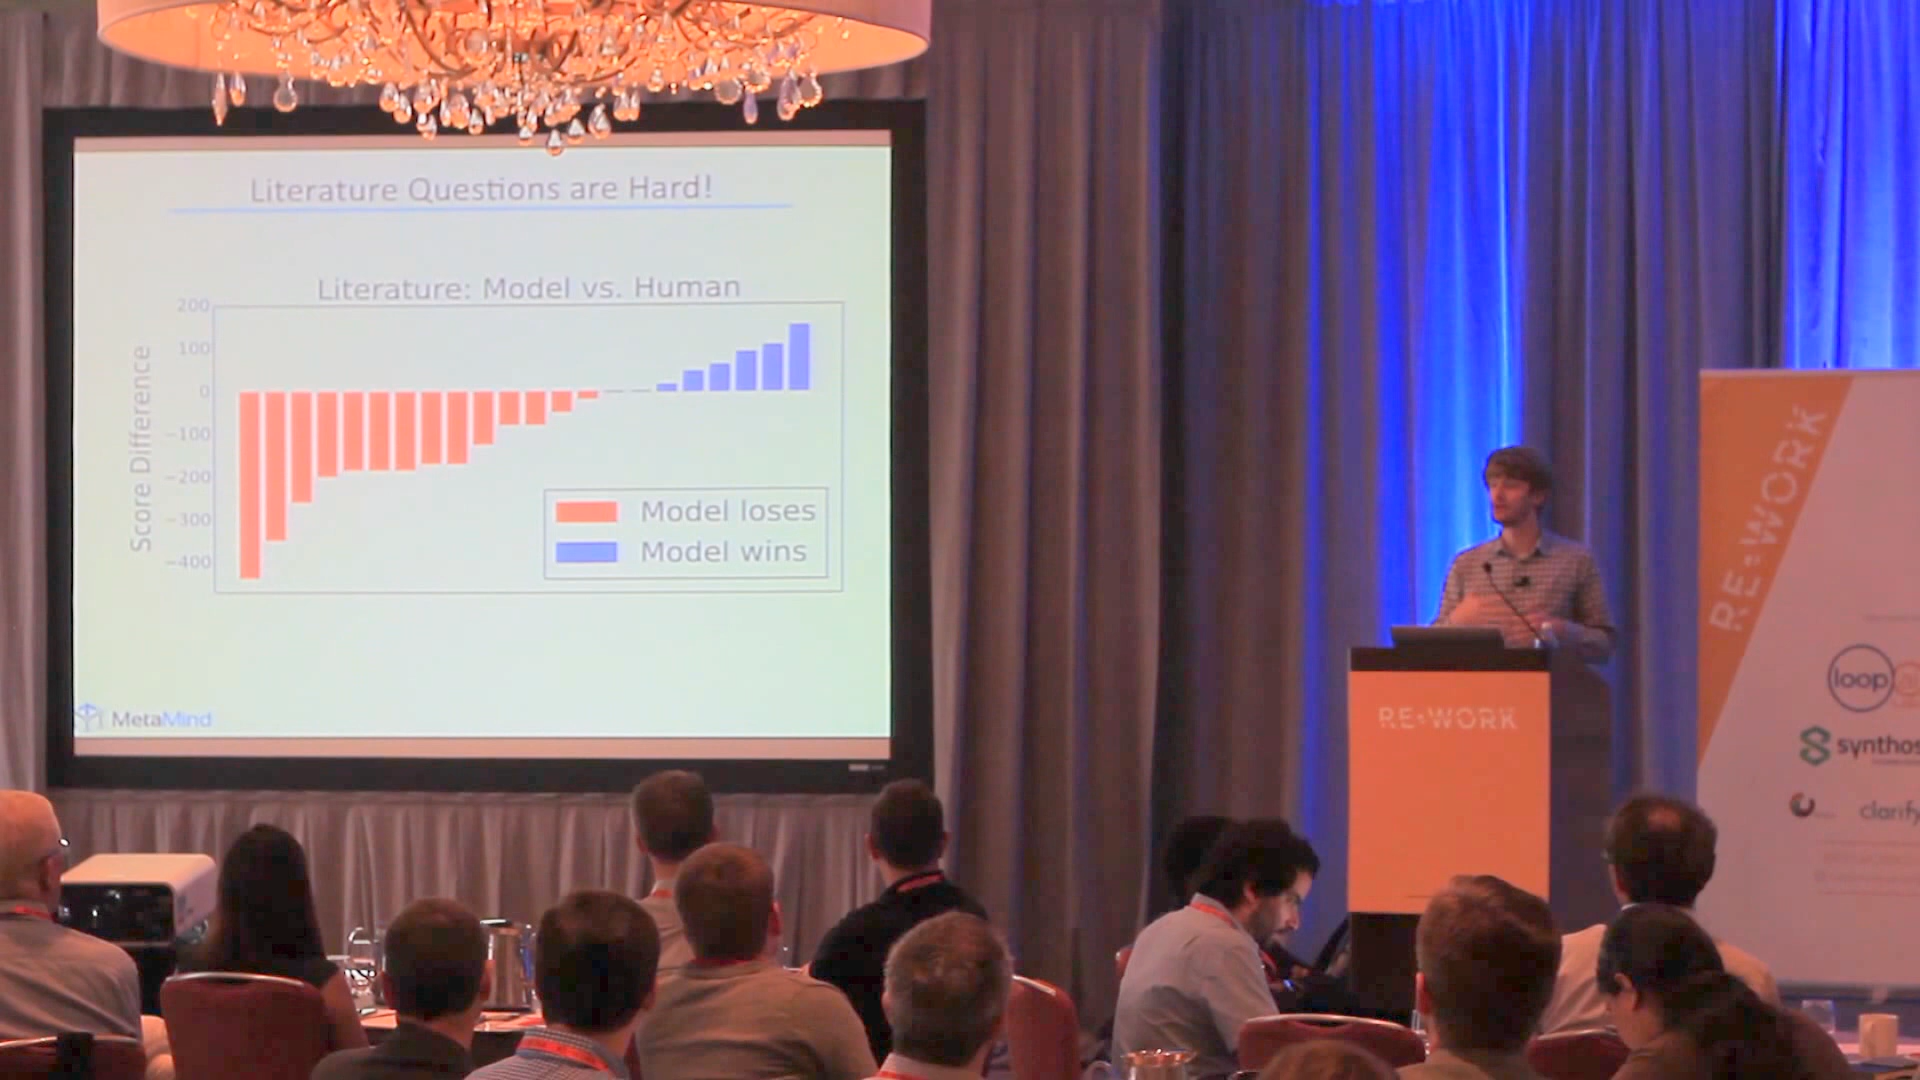 Literature Questions are Hard!
Literature: Model vs. Human
Score Difference
200
100
0
−100
−200
−300
−400
Model loses
Model wins
MetaMind
RE•WORK
RE•WORK
loop
synthos
clarify